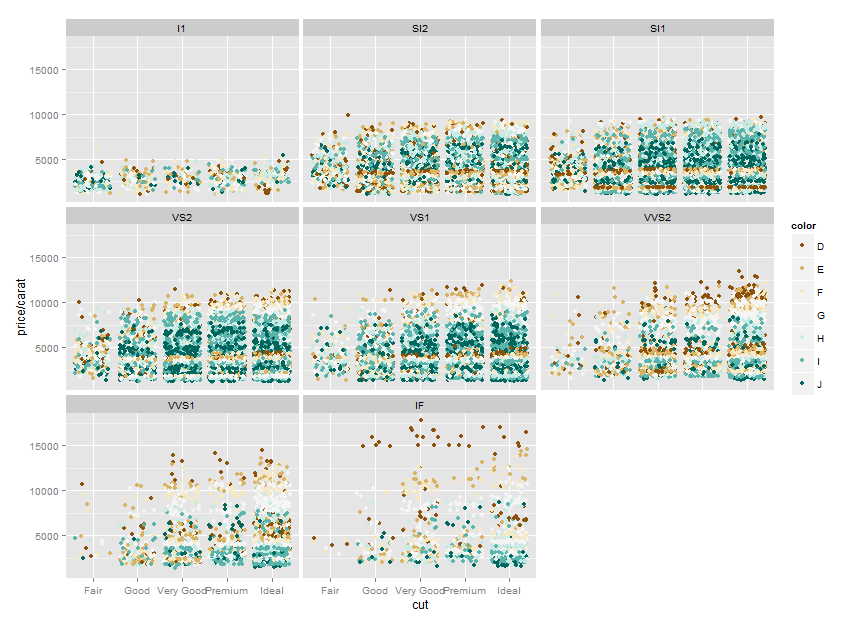 I1 SI2 SI1
15000
10000
5000
VS2 VS1 VVS2
15000
10000
5000
VVS1 IF
15000
10000
5000
Fair Good Very Good Premium Ideal Fair Good Very Good Premium Ideal
cut
price/carat
color
D
E
F
G
H
I
J